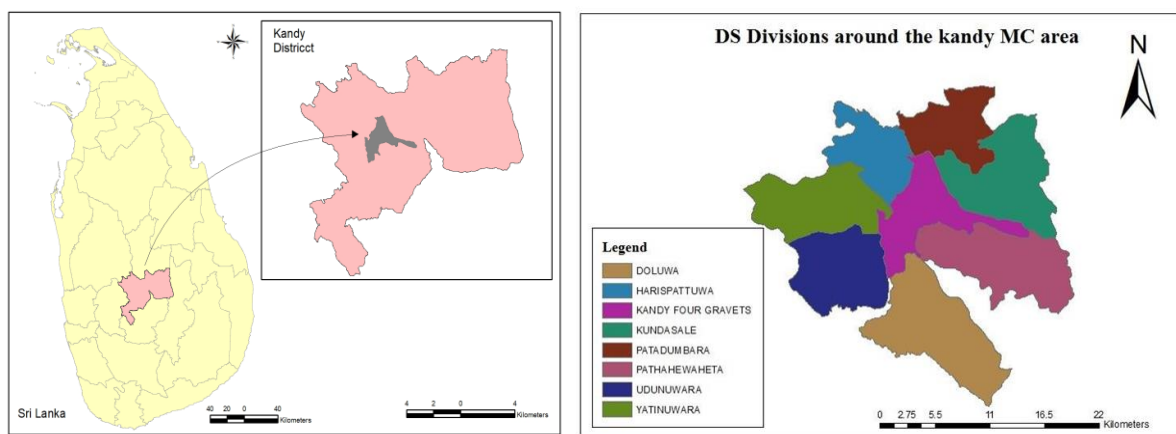 Kandy
Districct
Sri Lanka
40 20 0 40
Kilometers
4 2 0 4
Kilometers
DS Divisions around the kandy MC area
N
Legend
DOLUWA
HARISPATTUWA
KANDY FOUR GRAVETS
KUNDASALE
PATADUMBARA
PATHAHEWAHETA
UDUNUWARA
YATINUWARA
0 2.75 5.5 11 16.5 22
Kilometers